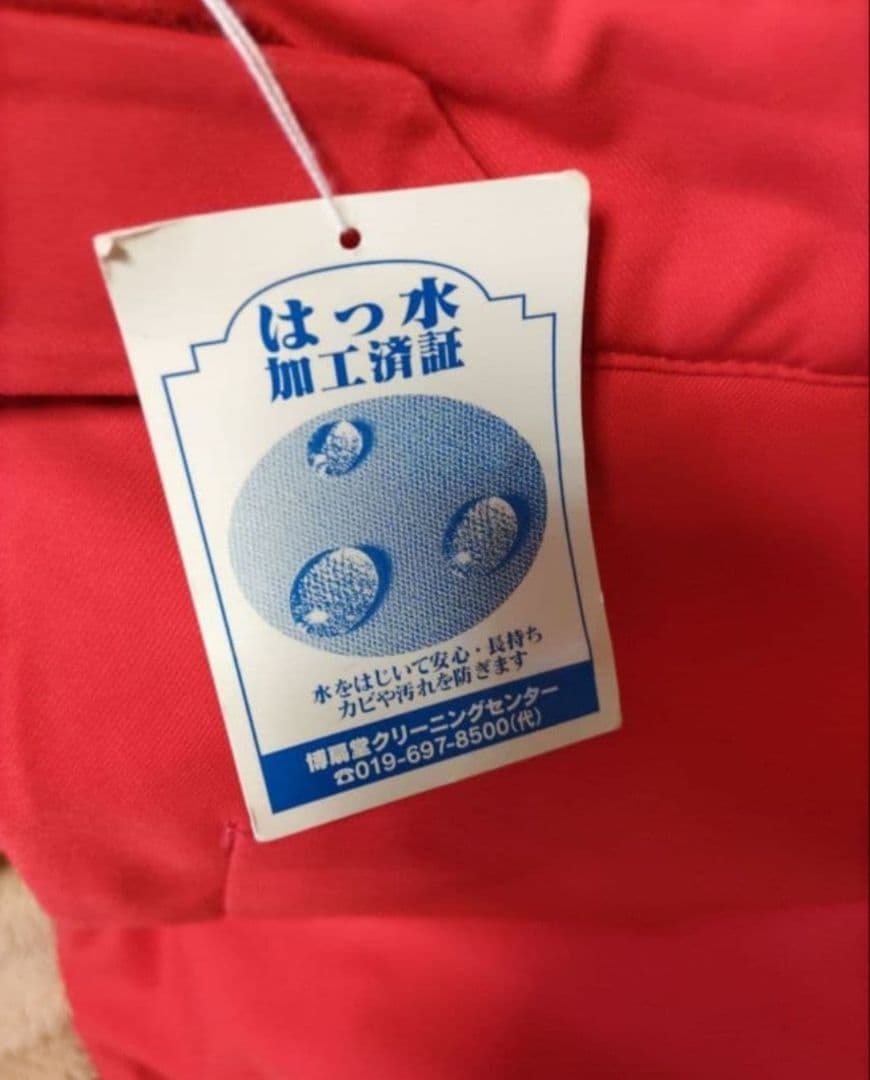 はっ水
加工済証
水をはじいて安心・長持ち
カビや汚れを防ぎます
博扇堂クリーニングセンター
☎019-697-8500(代)